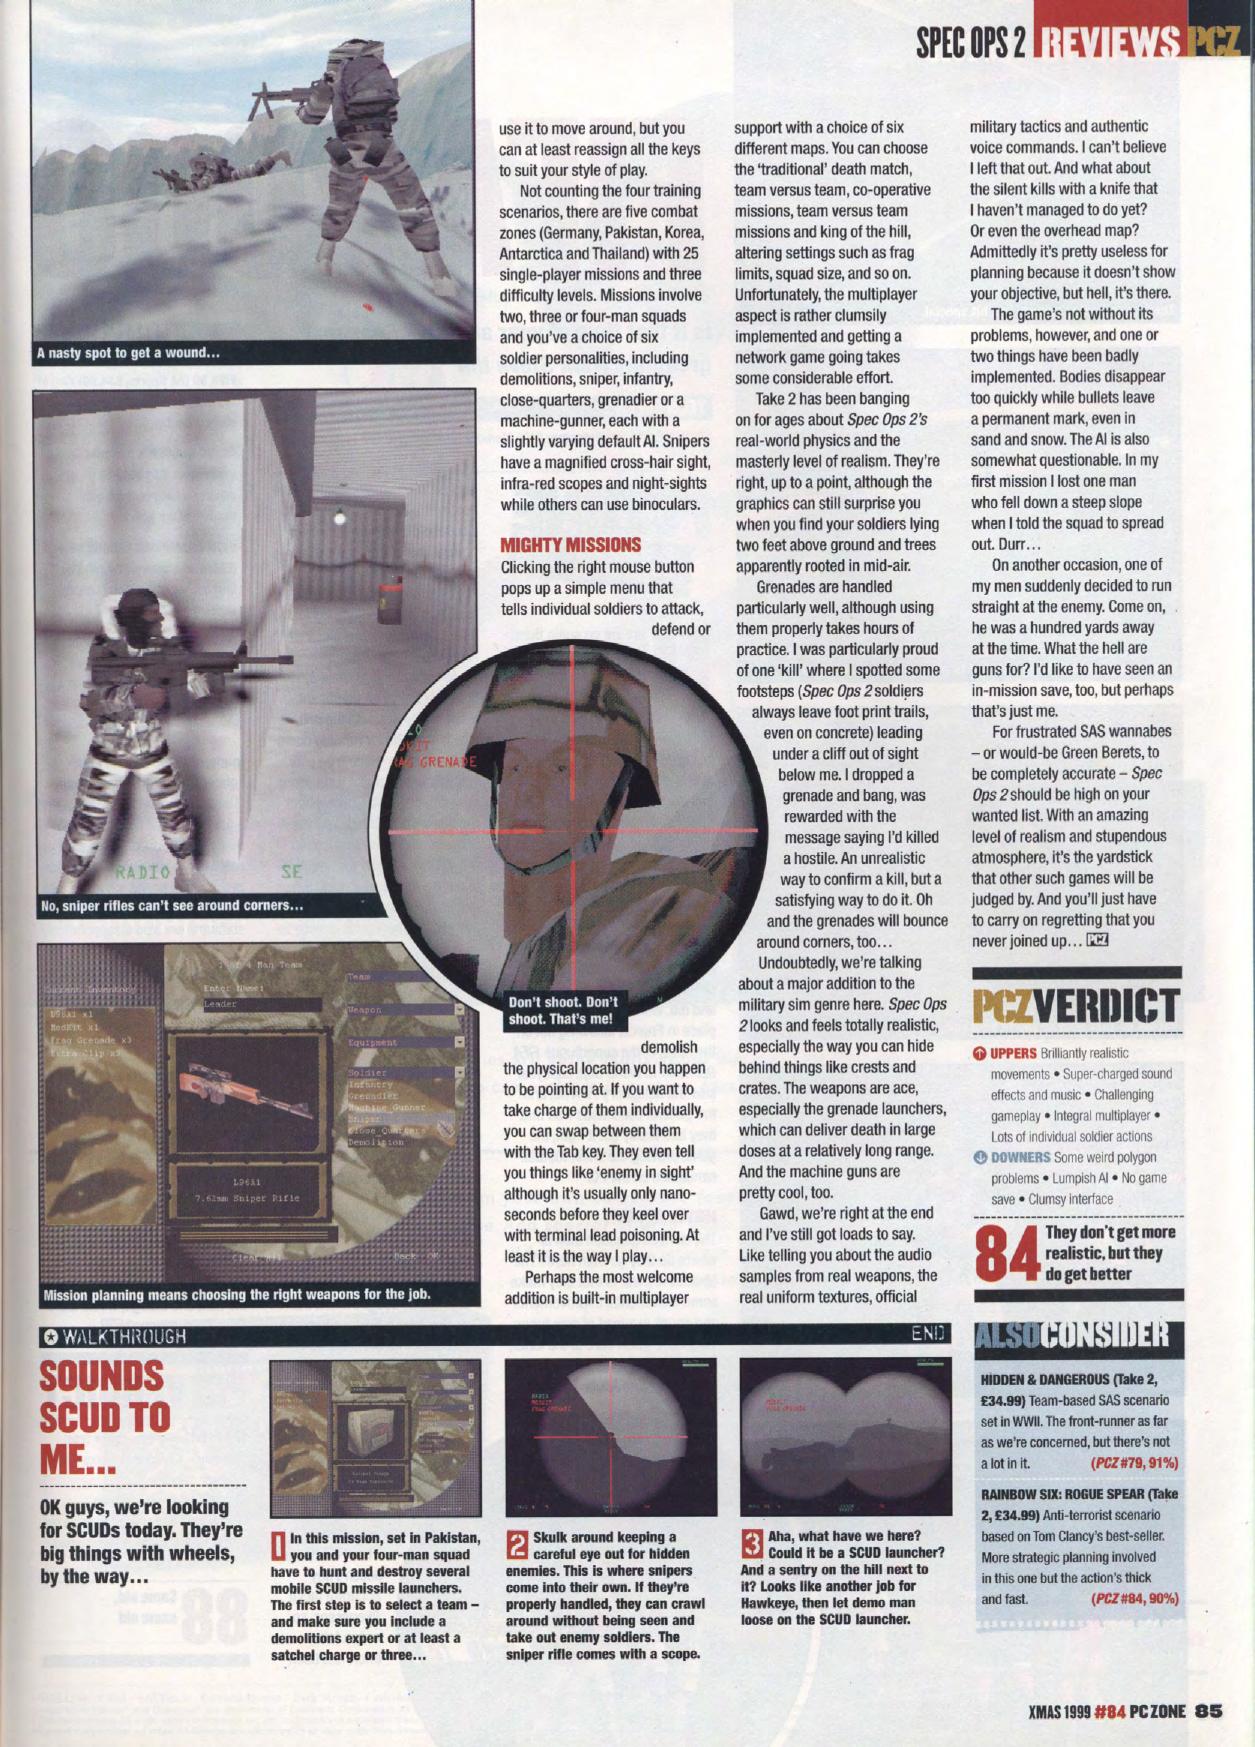 SPEC OPS 2 REVIEWS PCZ
A nasty spot to get a wound...
No, sniper rifles can't see around corners...
Mission planning means choosing the right weapons for the job.
use it to move around, but you
can at least reassign all the keys
to suit your style of play.
Not counting the four training
scenarios, there are five combat
zones (Germany, Pakistan, Korea,
Antarctica and Thailand) with 25
single-player missions and three
difficulty levels. Missions involve
two, three or four-man squads
and you've a choice of six
soldier personalities, including
demolitions, sniper, infantry,
close-quarters, grenadier or a
machine-gunner, each with a
slightly varying default AI. Snipers
have a magnified cross-hair sight,
infra-red scopes and night-sights
while others can use binoculars.
MIGHTY MISSIONS
Clicking the right mouse button
pops up a simple menu that
tells individual soldiers to attack,
defend or
Don't shoot. Don't
shoot. That's me!
demolish
the physical location you happen
to be pointing at. If you want to
take charge of them individually,
you can swap between them
with the Tab key. They even tell
you things like 'enemy in sight'
although it's usually only nano-
seconds before they keel over
with terminal lead poisoning. At
least it is the way I play...
Perhaps the most welcome
addition is built-in multiplayer
support with a choice of six
different maps. You can choose
the 'traditional' death match,
team versus team, co-operative
missions, team versus team
missions and king of the hill,
altering settings such as frag
limits, squad size, and so on.
Unfortunately, the multiplayer
aspect is rather clumsily
implemented and getting a
network game going takes
some considerable effort.
Take 2 has been banging
on for ages about Spec Ops 2's
real-world physics and the
masterly level of realism. They're
right, up to a point, although the
graphics can still surprise you
when you find your soldiers lying
two feet above ground and trees
apparently rooted in mid-air.
Grenades are handled
particularly well, although using
them properly takes hours of
practice. I was particularly proud
of one 'kill' where I spotted some
footsteps (Spec Ops 2 soldiers
always leave foot print trails,
even on concrete) leading
under a cliff out of sight
below me. I dropped a
grenade and bang, was
rewarded with the
message saying I'd killed
a hostile. An unrealistic
way to confirm a kill, but a
satisfying way to do it. Oh
and the grenades will bounce
around corners, too...
Undoubtedly, we're talking
about a major addition to the
military sim genre here. Spec Ops
2 looks and feels totally realistic,
especially the way you can hide
behind things like crests and
crates. The weapons are ace,
especially the grenade launchers,
which can deliver death in large
doses at a relatively long range.
And the machine guns are
pretty cool, too.
Gawd, we're right at the end
and I've still got loads to say.
Like telling you about the audio
samples from real weapons, the
real uniform textures, official
military tactics and authentic
voice commands. I can't believe
I left that out. And what about
the silent kills with a knife that
I haven't managed to do yet?
Or even the overhead map?
Admittedly it's pretty useless for
planning because it doesn't show
your objective, but hell, it's there.
The game's not without its
problems, however, and one or
two things have been badly
implemented. Bodies disappear
too quickly while bullets leave
a permanent mark, even in
sand and snow. The AI is also
somewhat questionable. In my
first mission I lost one man
who fell down a steep slope
when I told the squad to spread
out. Durr...
On another occasion, one of
my men suddenly decided to run
straight at the enemy. Come on,
he was a hundred yards away
at the time. What the hell are
guns for? I'd like to have seen an
in-mission save, too, but perhaps
that's just me.
For frustrated SAS wannabes
– or would-be Green Berets, to
be completely accurate – Spec
Ops 2 should be high on your
wanted list. With an amazing
level of realism and stupendous
atmosphere, it's the yardstick
that other such games will be
judged by. And you'll just have
to carry on regretting that you
never joined up... PCZ
PCZVERDICT
UPPERS Brilliantly realistic
movements • Super-charged sound
effects and music • Challenging
gameplay • Integral multiplayer •
Lots of individual soldier actions
DOWNERS Some weird polygon
problems • Lumpish AI • No game
save • Clumsy interface
84 They don't get more
realistic, but they
do get better
ALSOCONSIDER
HIDDEN & DANGEROUS (Take 2,
£34.99) Team-based SAS scenario
set in WWII. The front-runner as far
as we're concerned, but there's not
a lot in it. (PCZ #79, 91%)
RAINBOW SIX: ROGUE SPEAR (Take
2, £34.99) Anti-terrorist scenario
based on Tom Clancy's best-seller.
More strategic planning involved
in this one but the action's thick
and fast. (PCZ #84, 90%)
RADIO SE
4 Man Team
Current Inventory
Enter Name:
Leader
L96A1 x1
MedKit x1
Frag Grenade x3
Extra Clip x3
Team
Weapon
Equipment
Soldier
Infantry
Grenadier
Machine Gunner
Sniper
Close Quarters
Demolition
L96A1
7.62mm Sniper Rifle
WALKTHROUGH END
SOUNDS
SCUD TO
ME...
OK guys, we're looking
for SCUDs today. They're
big things with wheels,
by the way...
1 In this mission, set in Pakistan,
you and your four-man squad
have to hunt and destroy several
mobile SCUD missile launchers.
The first step is to select a team –
and make sure you include a
demolitions expert or at least a
satchel charge or three...
2 Skulk around keeping a
careful eye out for hidden
enemies. This is where snipers
come into their own. If they're
properly handled, they can crawl
around without being seen and
take out enemy soldiers. The
sniper rifle comes with a scope.
3 Aha, what have we here?
Could it be a SCUD launcher?
And a sentry on the hill next to
it? Looks like another job for
Hawkeye, then let demo man
loose on the SCUD launcher.
XMAS 1999 #84 PC ZONE 85